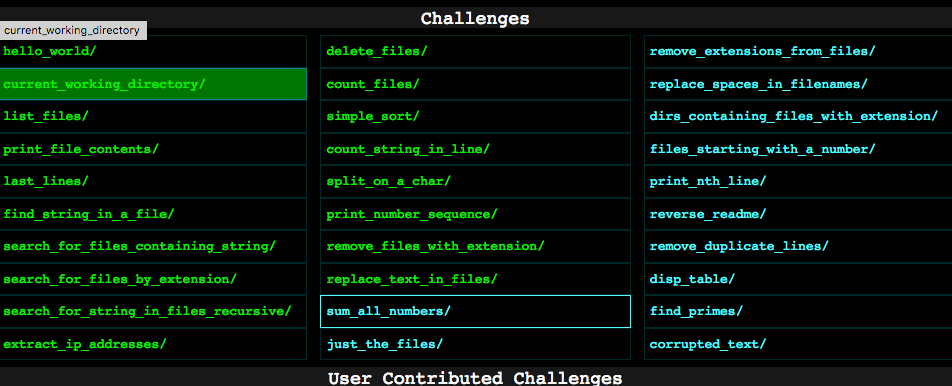 Challenges
current_working_directory
hello_world/
current_working_directory/
list_files/
print_file_contents/
last_lines/
find_string_in_a_file/
search_for_files_containing_string/
search_for_files_by_extension/
search_for_string_in_files_recursive/
extract_ip_addresses/
delete_files/
count_files/
simple_sort/
count_string_in_line/
split_on_a_char/
print_number_sequence/
remove_files_with_extension/
replace_text_in_files/
sum_all_numbers/
just_the_files/
remove_extensions_from_files/
replace_spaces_in_filenames/
dirs_containing_files_with_extension/
files_starting_with_a_number/
print_nth_line/
reverse_readme/
remove_duplicate_lines/
disp_table/
find_primes/
corrupted_text/
User Contributed Challenges